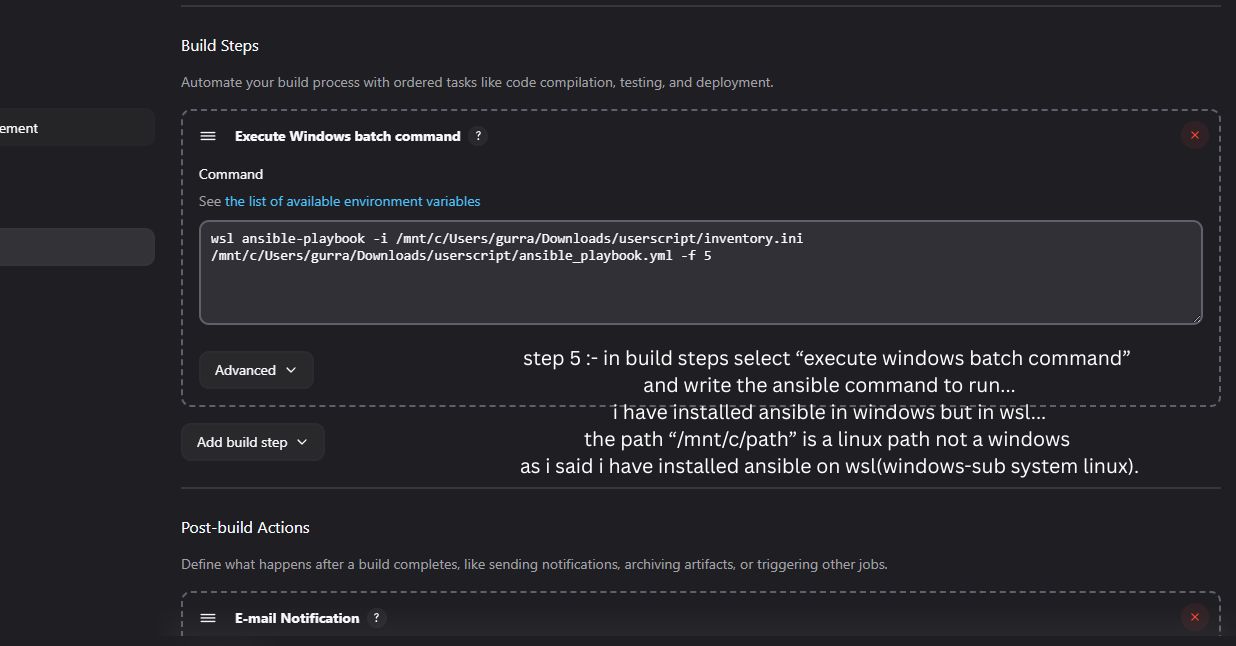 Build Steps
Automate your build process with ordered tasks like code compilation, testing, and deployment.
ement
Execute Windows batch command ?
Command
See the list of available environment variables
wsl ansible-playbook -i /mnt/c/Users/gurra/Downloads/userscript/inventory.ini
/mnt/c/Users/gurra/Downloads/userscript/ansible_playbook.yml -f 5
step 5 :- in build steps select “execute windows batch command”
Advanced
and write the ansible command to run...
i have installed ansible in windows but in wsl...
Add build step
the path “/mnt/c/path” is a linux path not a windows
as i said i have installed ansible on wsl(windows-sub system linux).
Post-build Actions
Define what happens after a build completes, like sending notifications, archiving artifacts, or triggering other jobs.
E-mail Notification ?